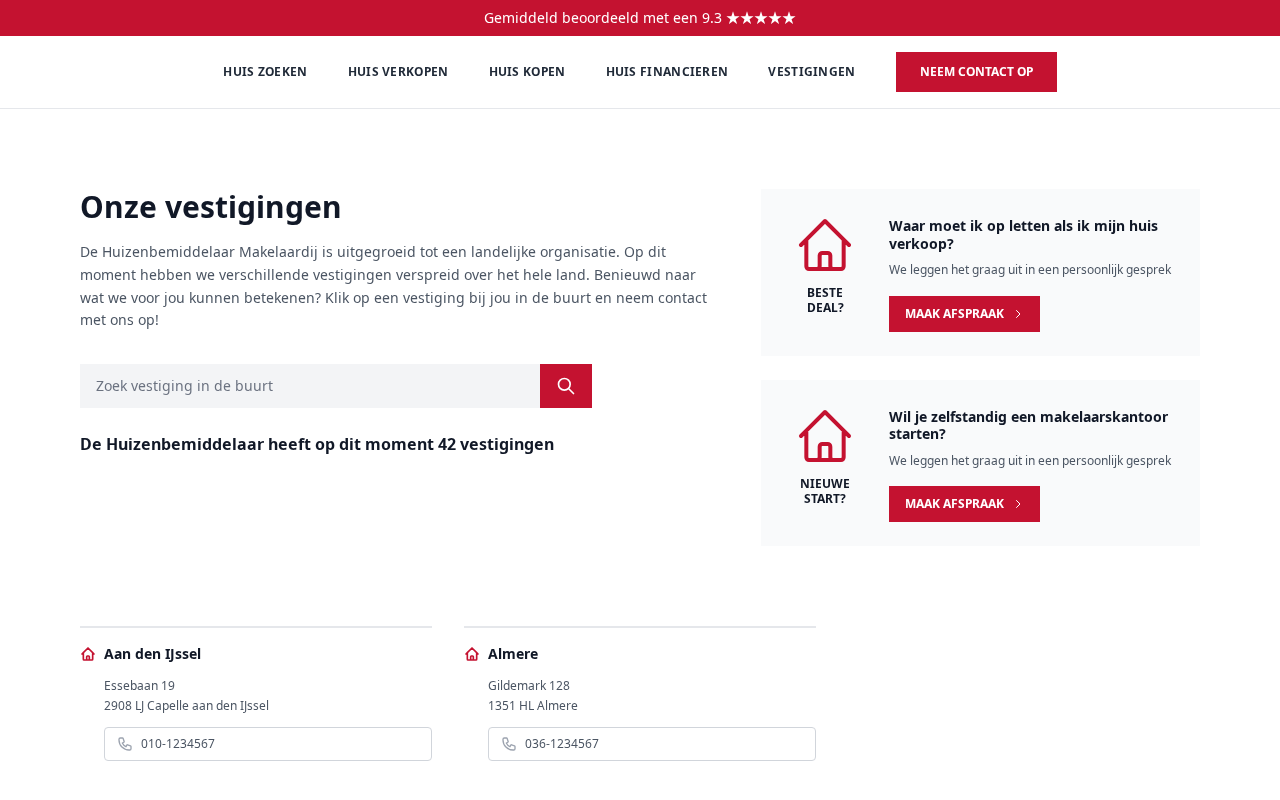 Gemiddeld beoordeeld met een 9.3 ★★★★★
HUIS ZOEKEN HUIS VERKOPEN HUIS KOPEN HUIS FINANCIEREN VESTIGINGEN NEEM CONTACT OP
Onze vestigingen
De Huizenbemiddelaar Makelaardij is uitgegroeid tot een landelijke organisatie. Op dit
moment hebben we verschillende vestigingen verspreid over het hele land. Benieuwd naar
wat we voor jou kunnen betekenen? Klik op een vestiging bij jou in de buurt en neem contact
met ons op!
Zoek vestiging in de buurt
De Huizenbemiddelaar heeft op dit moment 42 vestigingen
BESTE
DEAL?
Waar moet ik op letten als ik mijn huis
verkoop?
We leggen het graag uit in een persoonlijk gesprek
MAAK AFSPRAAK
NIEUWE
START?
Wil je zelfstandig een makelaarskantoor
starten?
We leggen het graag uit in een persoonlijk gesprek
MAAK AFSPRAAK
Aan den IJssel
Essebaan 19
2908 LJ Capelle aan den IJssel
010-1234567
Almere
Gildemark 128
1351 HL Almere
036-1234567